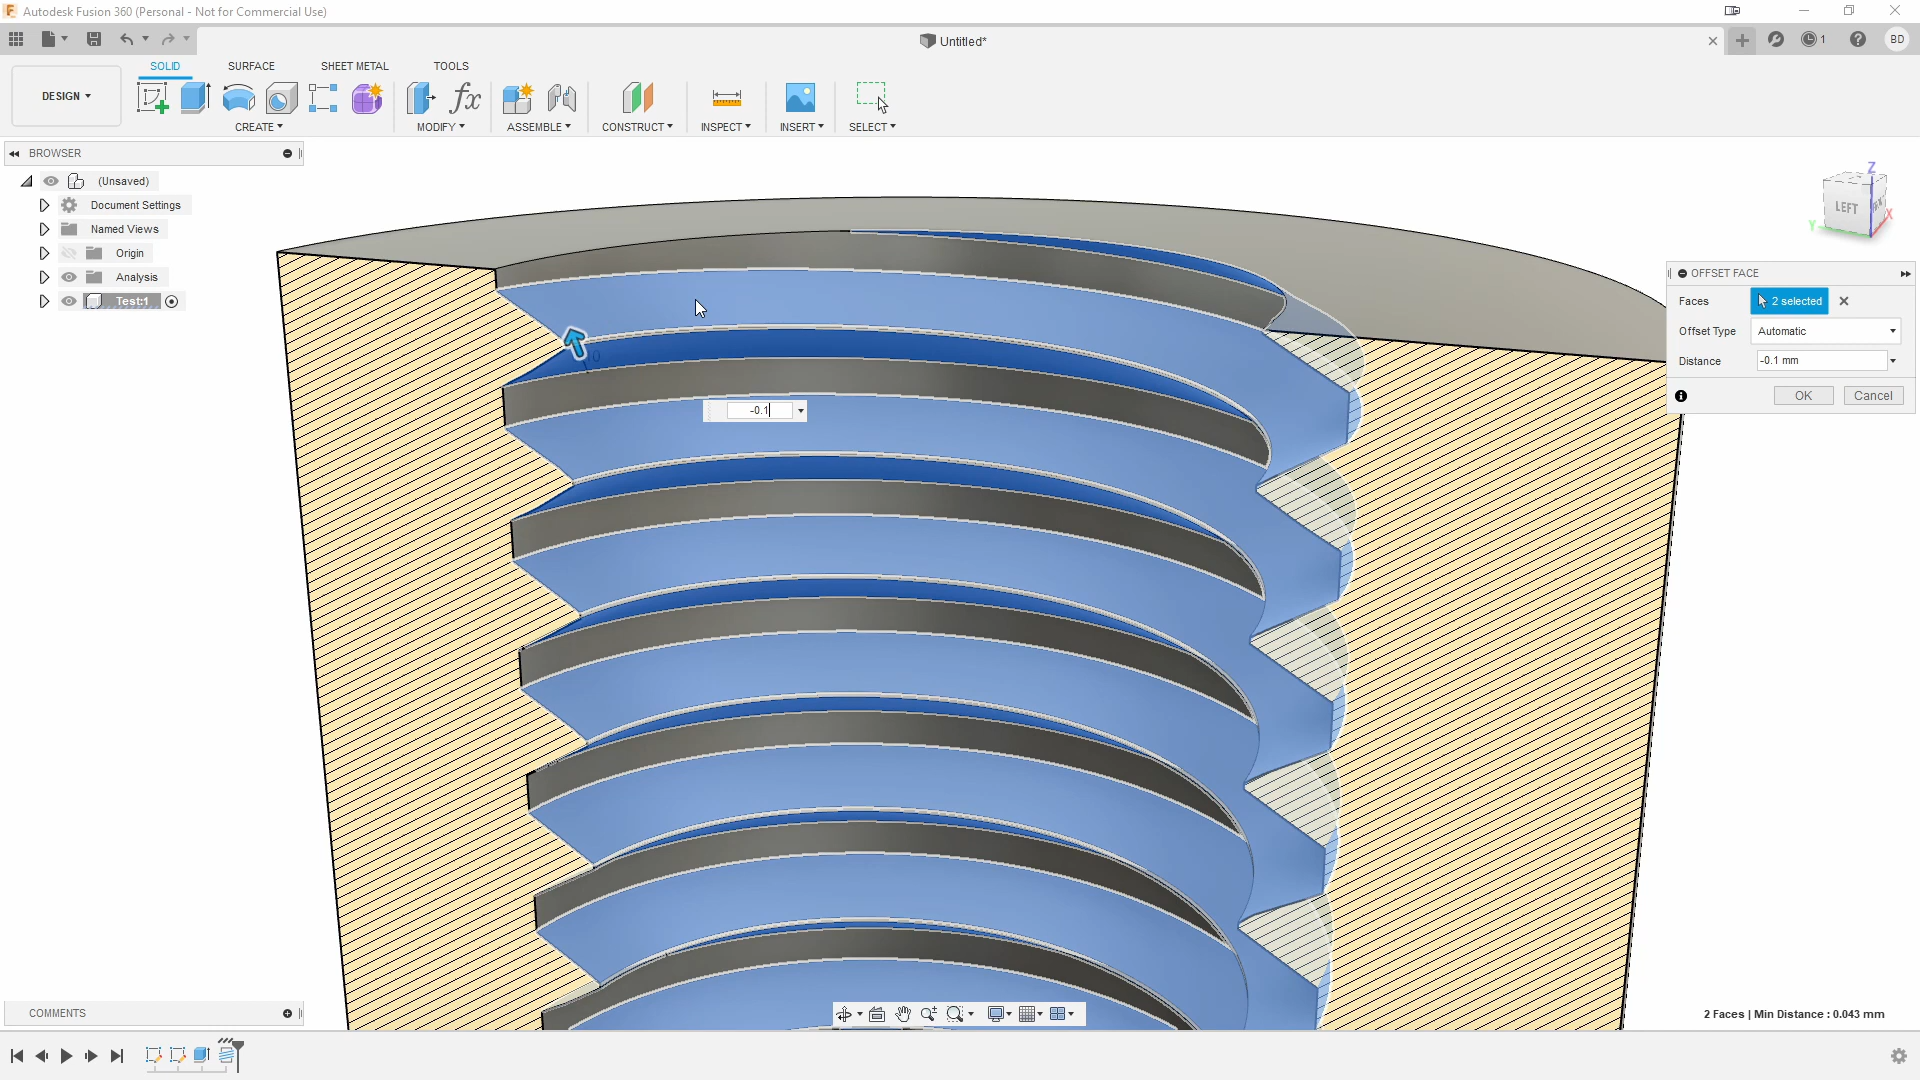 Autodesk Fusion 360 (Personal - Not for Commercial Use)
Untitled*
1
BD
DESIGN
SOLID
SURFACE
SHEET METAL
TOOLS
CREATE
MODIFY
ASSEMBLE
CONSTRUCT
INSPECT
INSERT
SELECT
BROWSER
(Unsaved)
Document Settings
Named Views
Origin
Analysis
Test:1
Z
LEFT
Y
X
OFFSET FACE
Faces
2 selected
Offset Type
Automatic
Distance
-0.1 mm
OK
Cancel
-0.1
COMMENTS
2 Faces | Min Distance : 0.043 mm